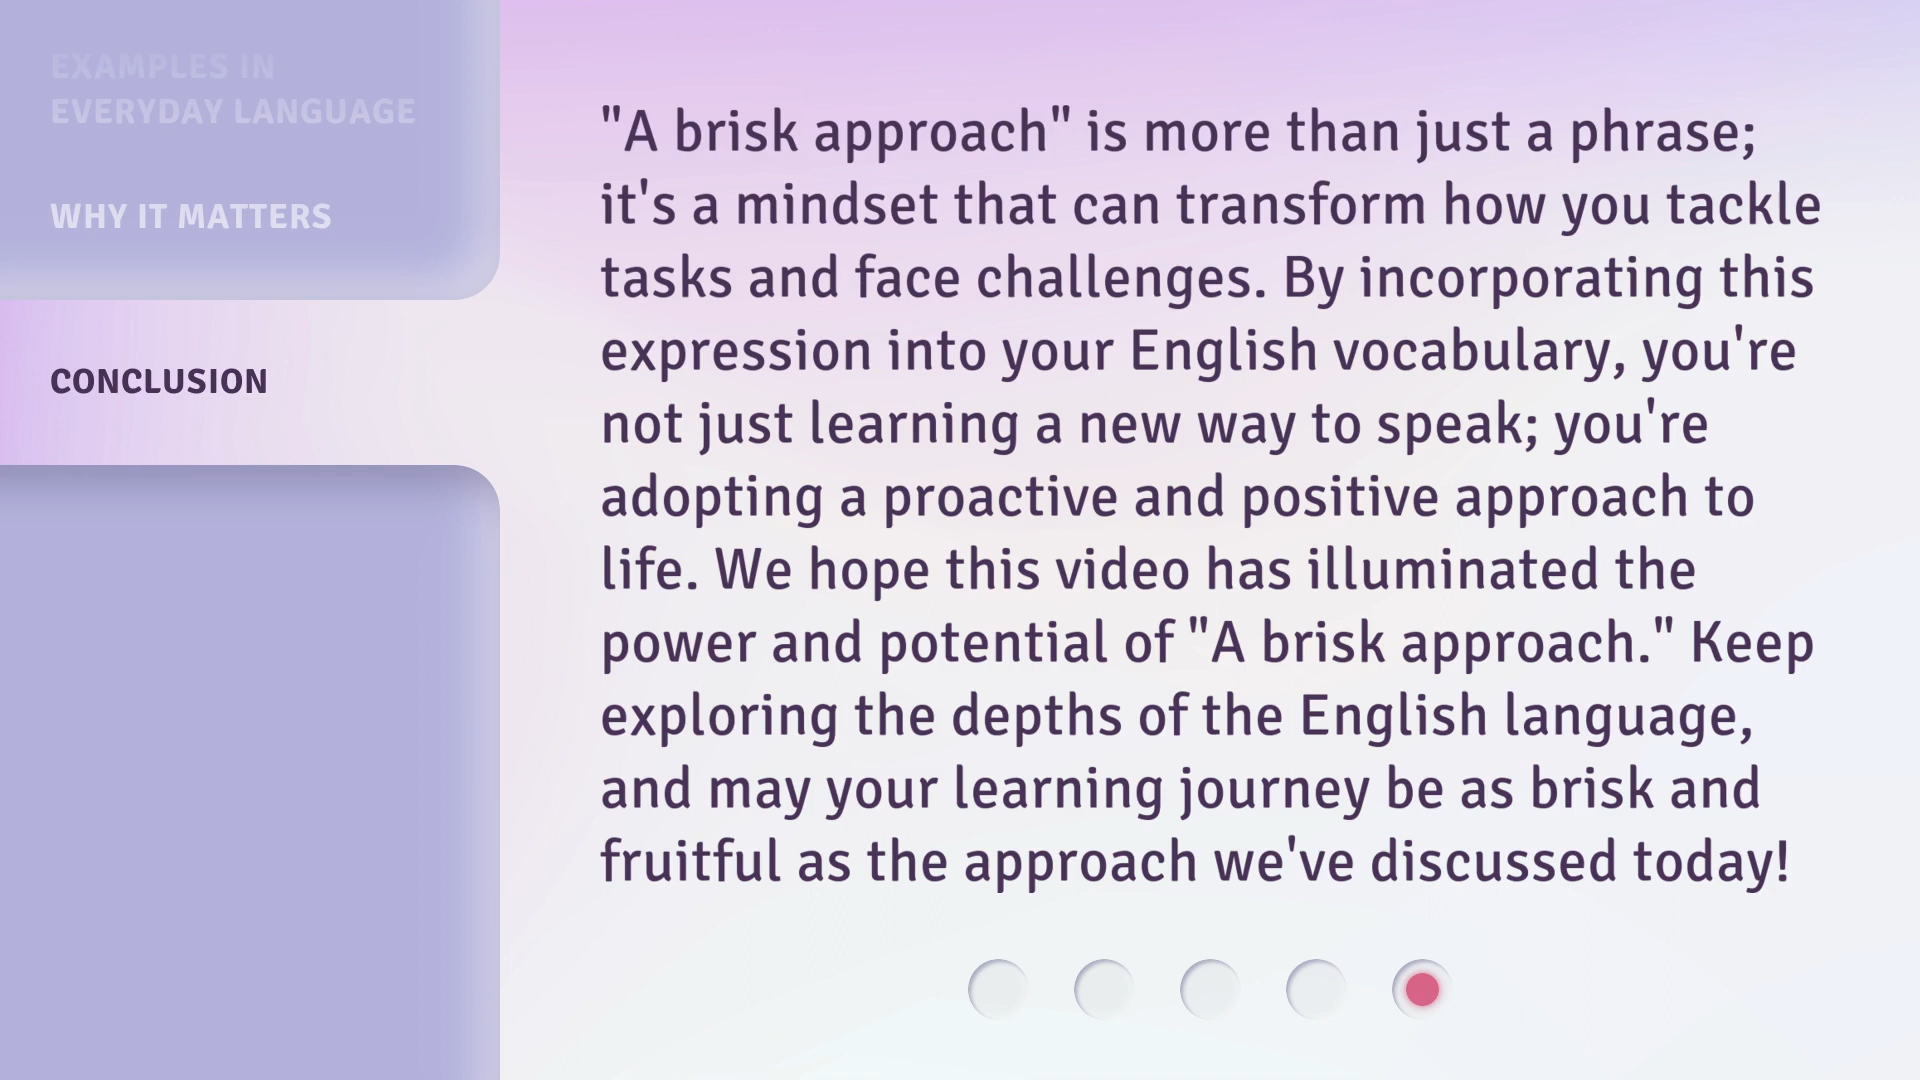 EXAMPLES IN
EVERYDAY LANGUAGE
WHY IT MATTERS
CONCLUSION
"A brisk approach" is more than just a phrase;
it's a mindset that can transform how you tackle
tasks and face challenges. By incorporating this
expression into your English vocabulary, you're
not just learning a new way to speak; you're
adopting a proactive and positive approach to
life. We hope this video has illuminated the
power and potential of "A brisk approach." Keep
exploring the depths of the English language,
and may your learning journey be as brisk and
fruitful as the approach we've discussed today!